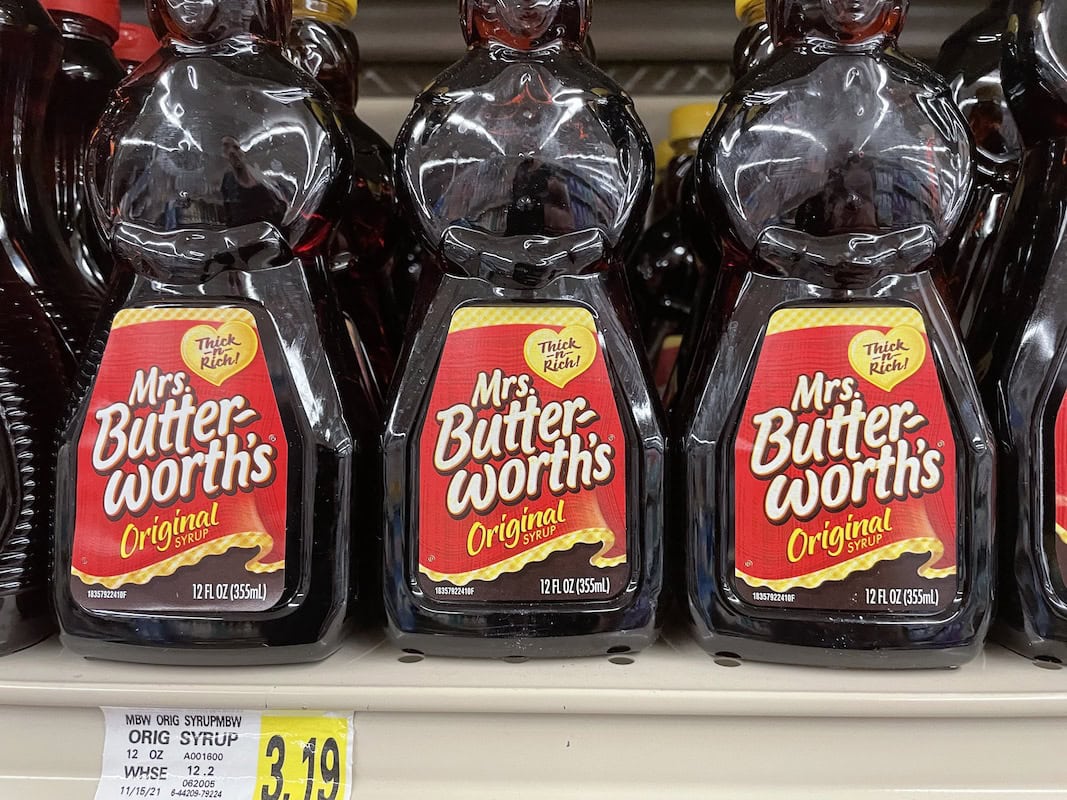 Thick
-n-
Rich!
Mrs.
Butter-
worth's
Original
SYRUP
18357922410F
12 FL OZ (355mL)
Thick
-n-
Rich!
Mrs.
Butter-
worth's
Original
SYRUP
18357922410F
12 FL OZ (355mL)
Thick
-n-
Rich!
Mrs.
Butter-
worth's
Original
SYRUP
18357922410F
12 FL OZ (355mL)
MBW ORIG SYRUPMBW
ORIG SYRUP
12 OZ A001600
WHSE 12.2
062005
11/15/21 6-44209-79224
3.19